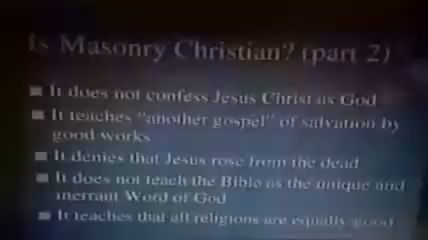 Is Masonry Christian? (part 2)
It does not confess Jesus Christ as God
It teaches "another gospel" of salvation by
good works
It denies that Jesus rose from the dead
It does not teach the Bible as the unique and
inerrant Word of God
It teaches that all religions are equally good